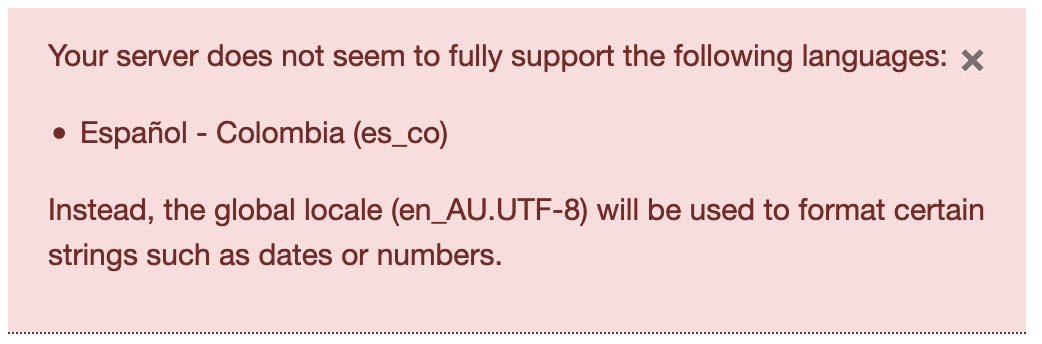 Your server does not seem to fully support the following languages:
• Español - Colombia (es_co)
Instead, the global locale (en_AU.UTF-8) will be used to format certain
strings such as dates or numbers.